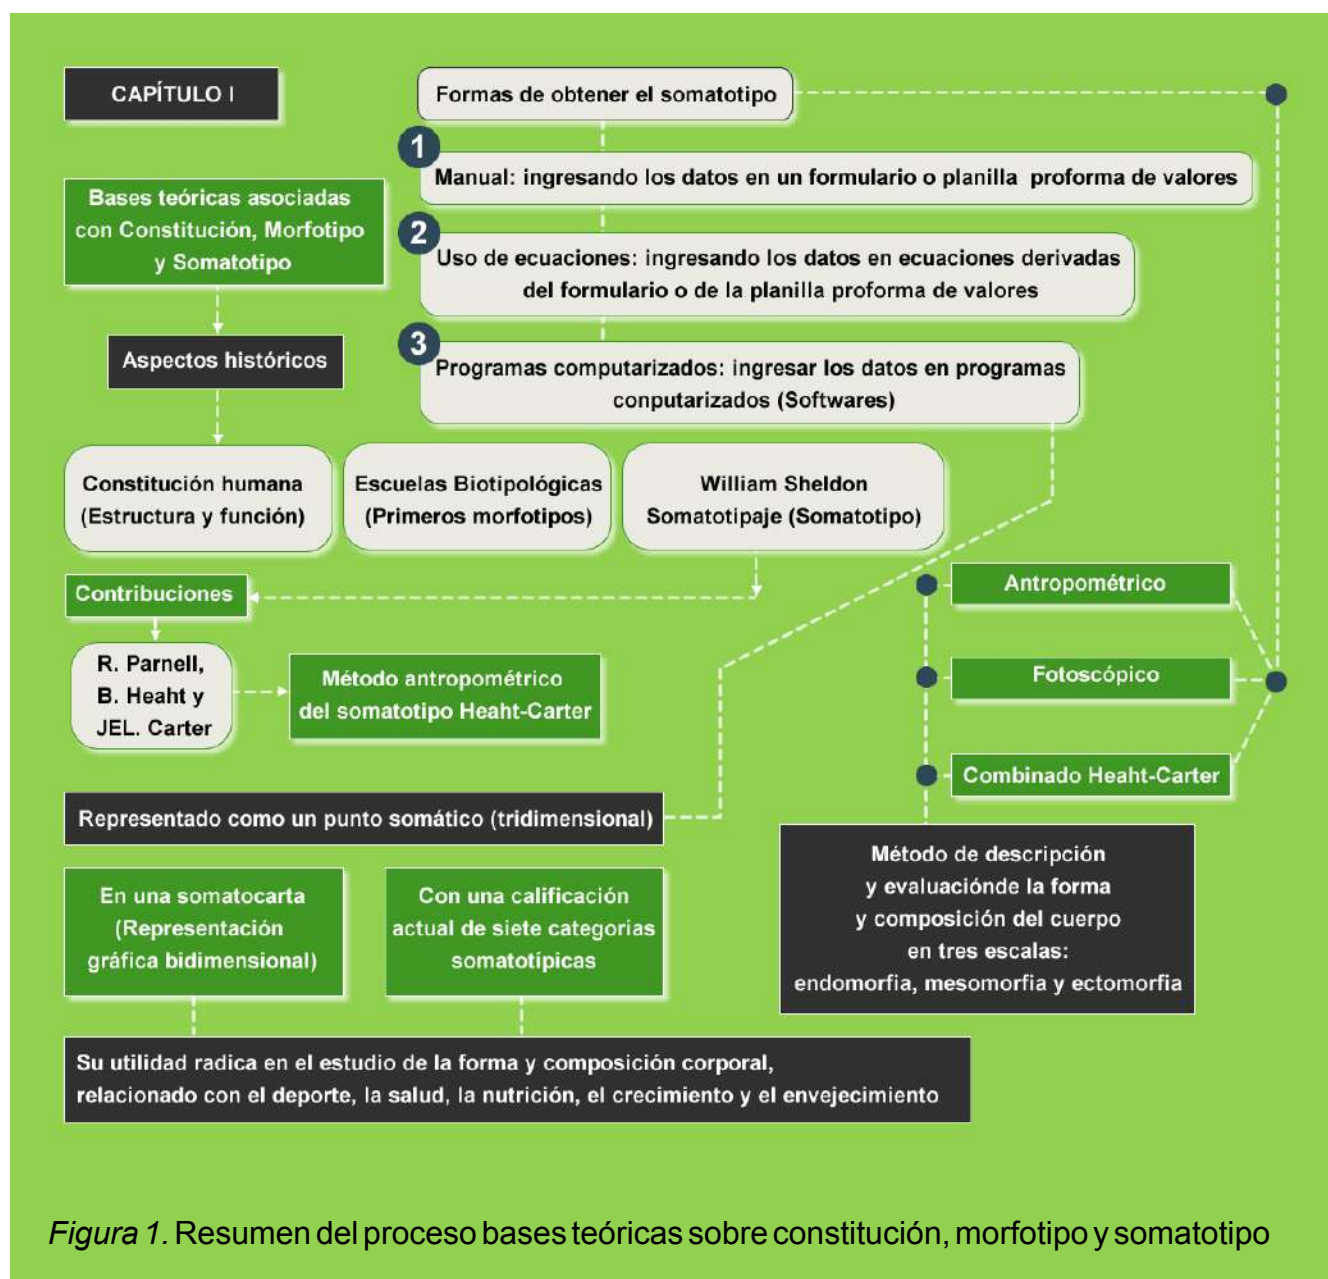 CAPÍTULO I
Formas de obtener el somatotipo
1
Manual: ingresando los datos en un formulario o planilla proforma de valores
2
Uso de ecuaciones: ingresando los datos en ecuaciones derivadas
del formulario o de la planilla proforma de valores
3
Programas computarizados: ingresar los datos en programas
conputarizados (Softwares)
Bases teóricas asociadas
con Constitución, Morfotipo
y Somatotipo
Aspectos históricos
Constitución humana
(Estructura y función)
Escuelas Biotipológicas
(Primeros morfotipos)
William Sheldon
Somatotipaje (Somatotipo)
Contribuciones
R. Parnell,
B. Heaht y
JEL. Carter
Método antropométrico
del somatotipo Heaht-Carter
Antropométrico
Fotoscópico
Combinado Heaht-Carter
Método de descripción
y evaluaciónde la forma
y composición del cuerpo
en tres escalas:
endomorfia, mesomorfia y ectomorfia
Representado como un punto somático (tridimensional)
En una somatocarta
(Representación
gráfica bidimensional)
Con una calificación
actual de siete categorias
somatotípicas
Su utilidad radica en el estudio de la forma y composición corporal,
relacionado con el deporte, la salud, la nutrición, el crecimiento y el envejecimiento
Figura 1. Resumen del proceso bases teóricas sobre constitución, morfotipo y somatotipo